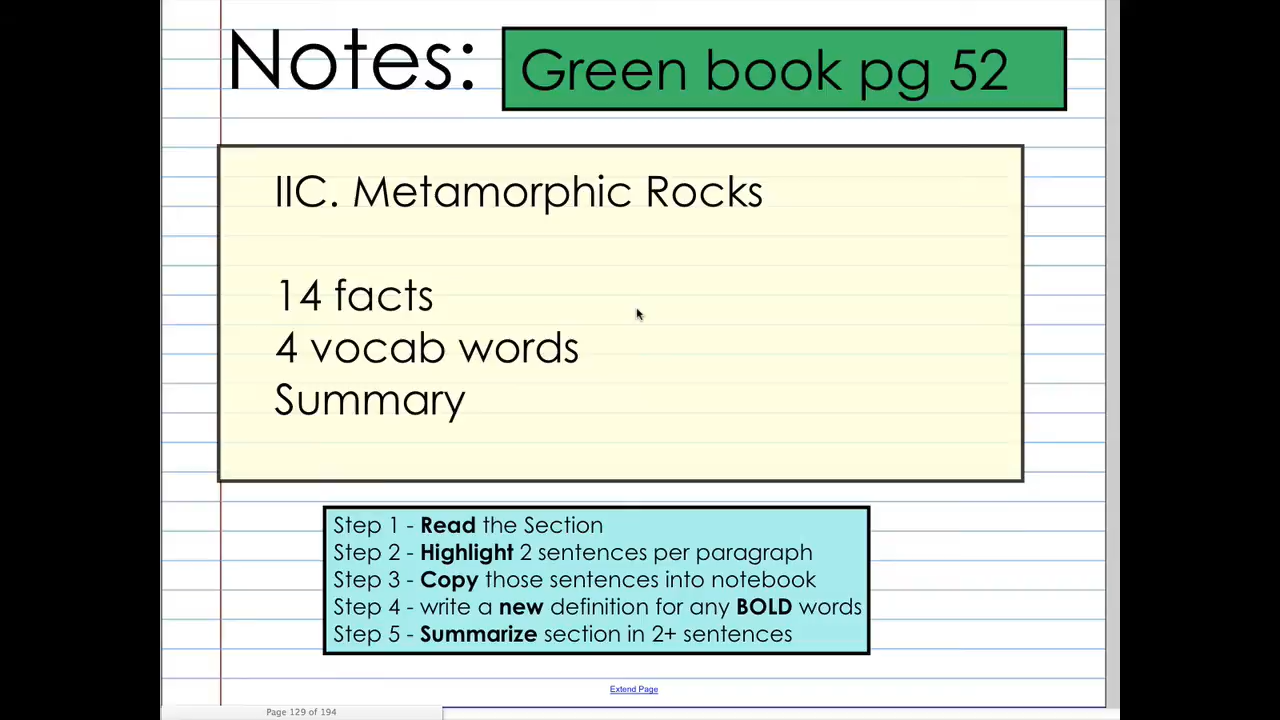 Notes: Green book pg 52
IIC. Metamorphic Rocks
14 facts
4 vocab words
Summary
Step 1 - Read the Section
Step 2 - Highlight 2 sentences per paragraph
Step 3 - Copy those sentences into notebook
Step 4 - write a new definition for any BOLD words
Step 5 - Summarize section in 2+ sentences
Extend Page
Page 129 of 194